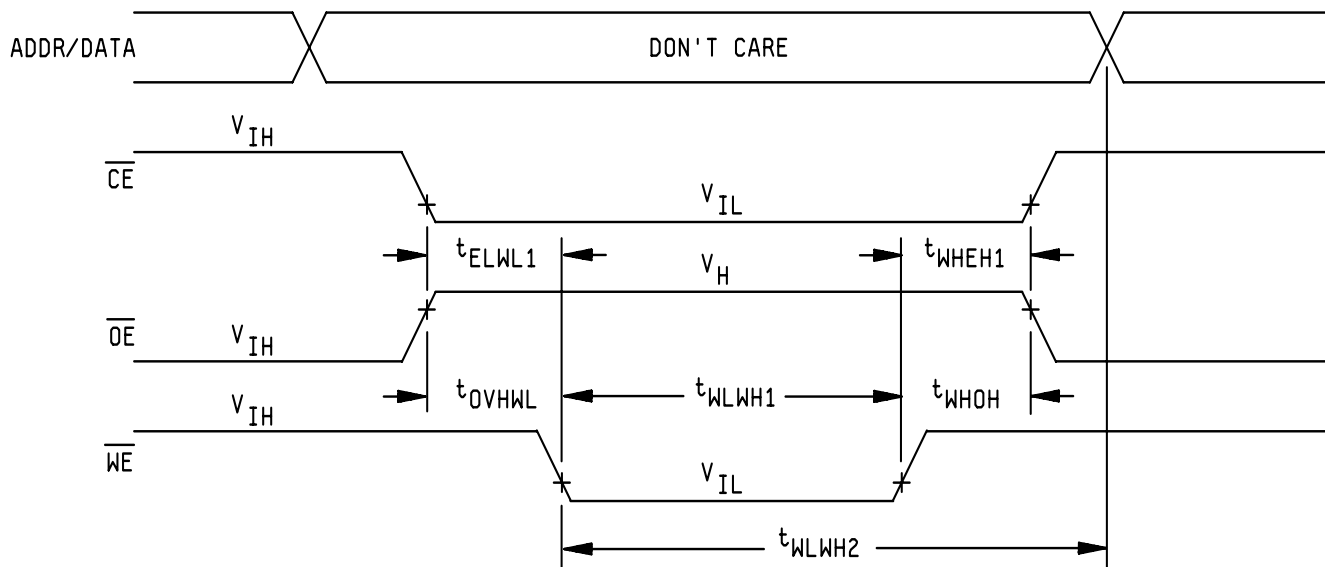 ADDR/DATA DON'T CARE
V_IH
CE
V_IL
t_ELWL1 V_H t_WHEH1
OE V_IH
t_OVHWL t_WLWH1 t_WHOH
V_IH
WE
V_IL
t_WLWH2